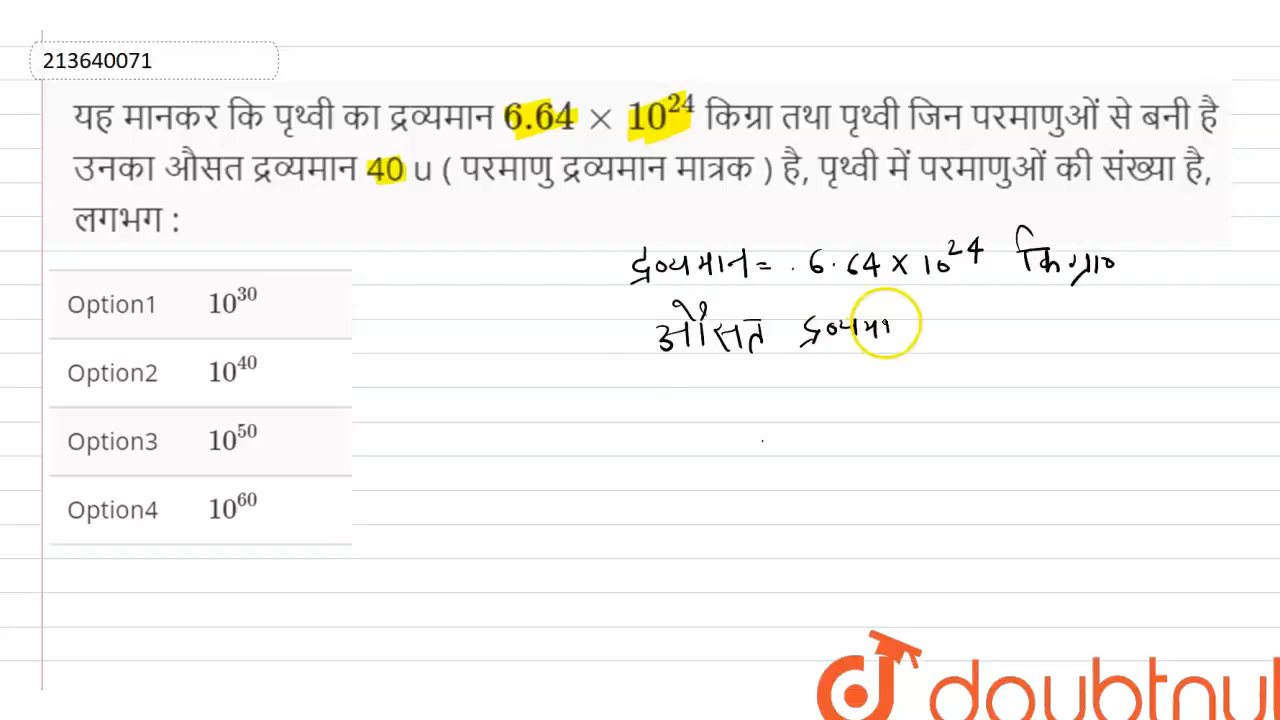 213640071
यह मानकर कि पृथ्वी का द्रव्यमान 6.64 × 10^24 किग्रा तथा पृथ्वी जिन परमाणुओं से बनी है
उनका औसत द्रव्यमान 40 u ( परमाणु द्रव्यमान मात्रक ) है, पृथ्वी में परमाणुओं की संख्या है,
लगभग :
द्रव्यमान = 6.64 × 10^24 किग्रा०
औसत द्रव्यमा
Option1 10^30
Option2 10^40
Option3 10^50
Option4 10^60
doubtnut